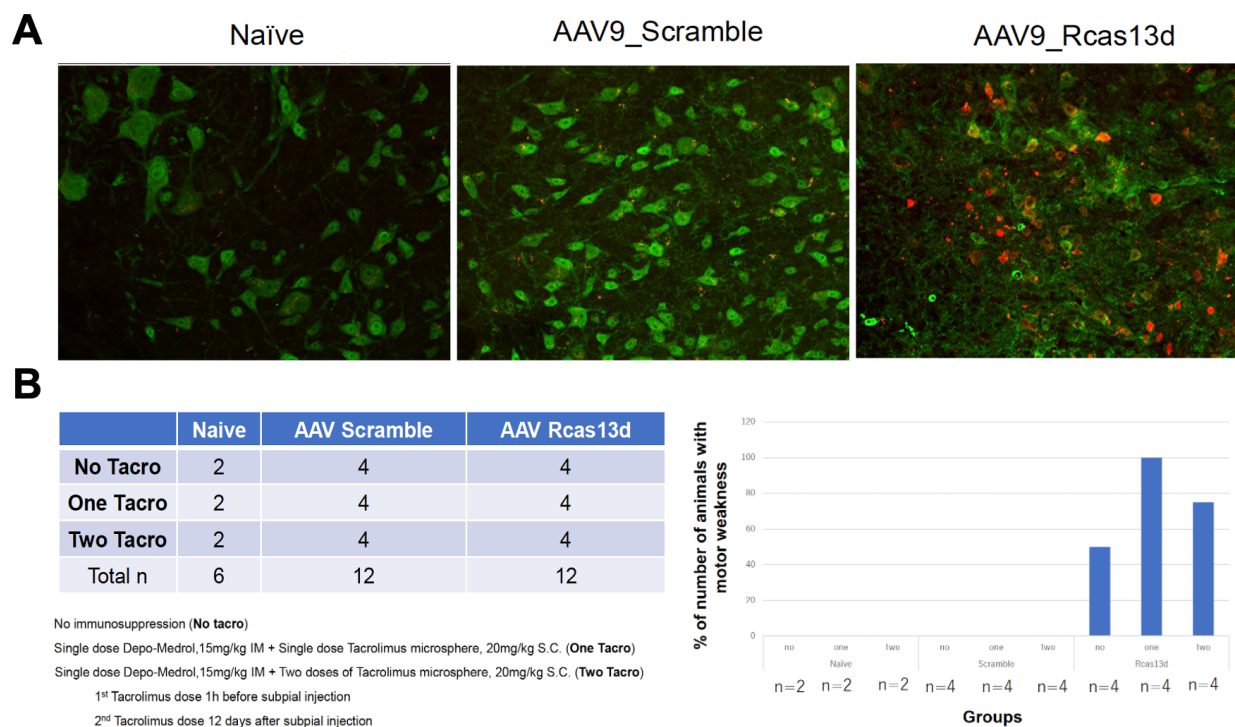 A
Naïve
AAV9_Scramble
AAV9_Rcas13d
B
Naive AAV Scramble AAV Rcas13d
No Tacro 2 4 4
One Tacro 2 4 4
Two Tacro 2 4 4
Total n 6 12 12
No immunosuppression (No tacro)
Single dose Depo-Medrol,15mg/kg IM + Single dose Tacrolimus microsphere, 20mg/kg S.C. (One Tacro)
Single dose Depo-Medrol,15mg/kg IM + Two doses of Tacrolimus microsphere, 20mg/kg S.C. (Two Tacro)
1st Tacrolimus dose 1h before subpial injection
2nd Tacrolimus dose 12 days after subpial injection
% of number of animals with
motor weakness
120
100
80
60
40
20
0
no one two no one two no one two
Naïve Scramble Rcas13d
n=2 n=2 n=2 n=4 n=4 n=4 n=4 n=4 n=4
Groups